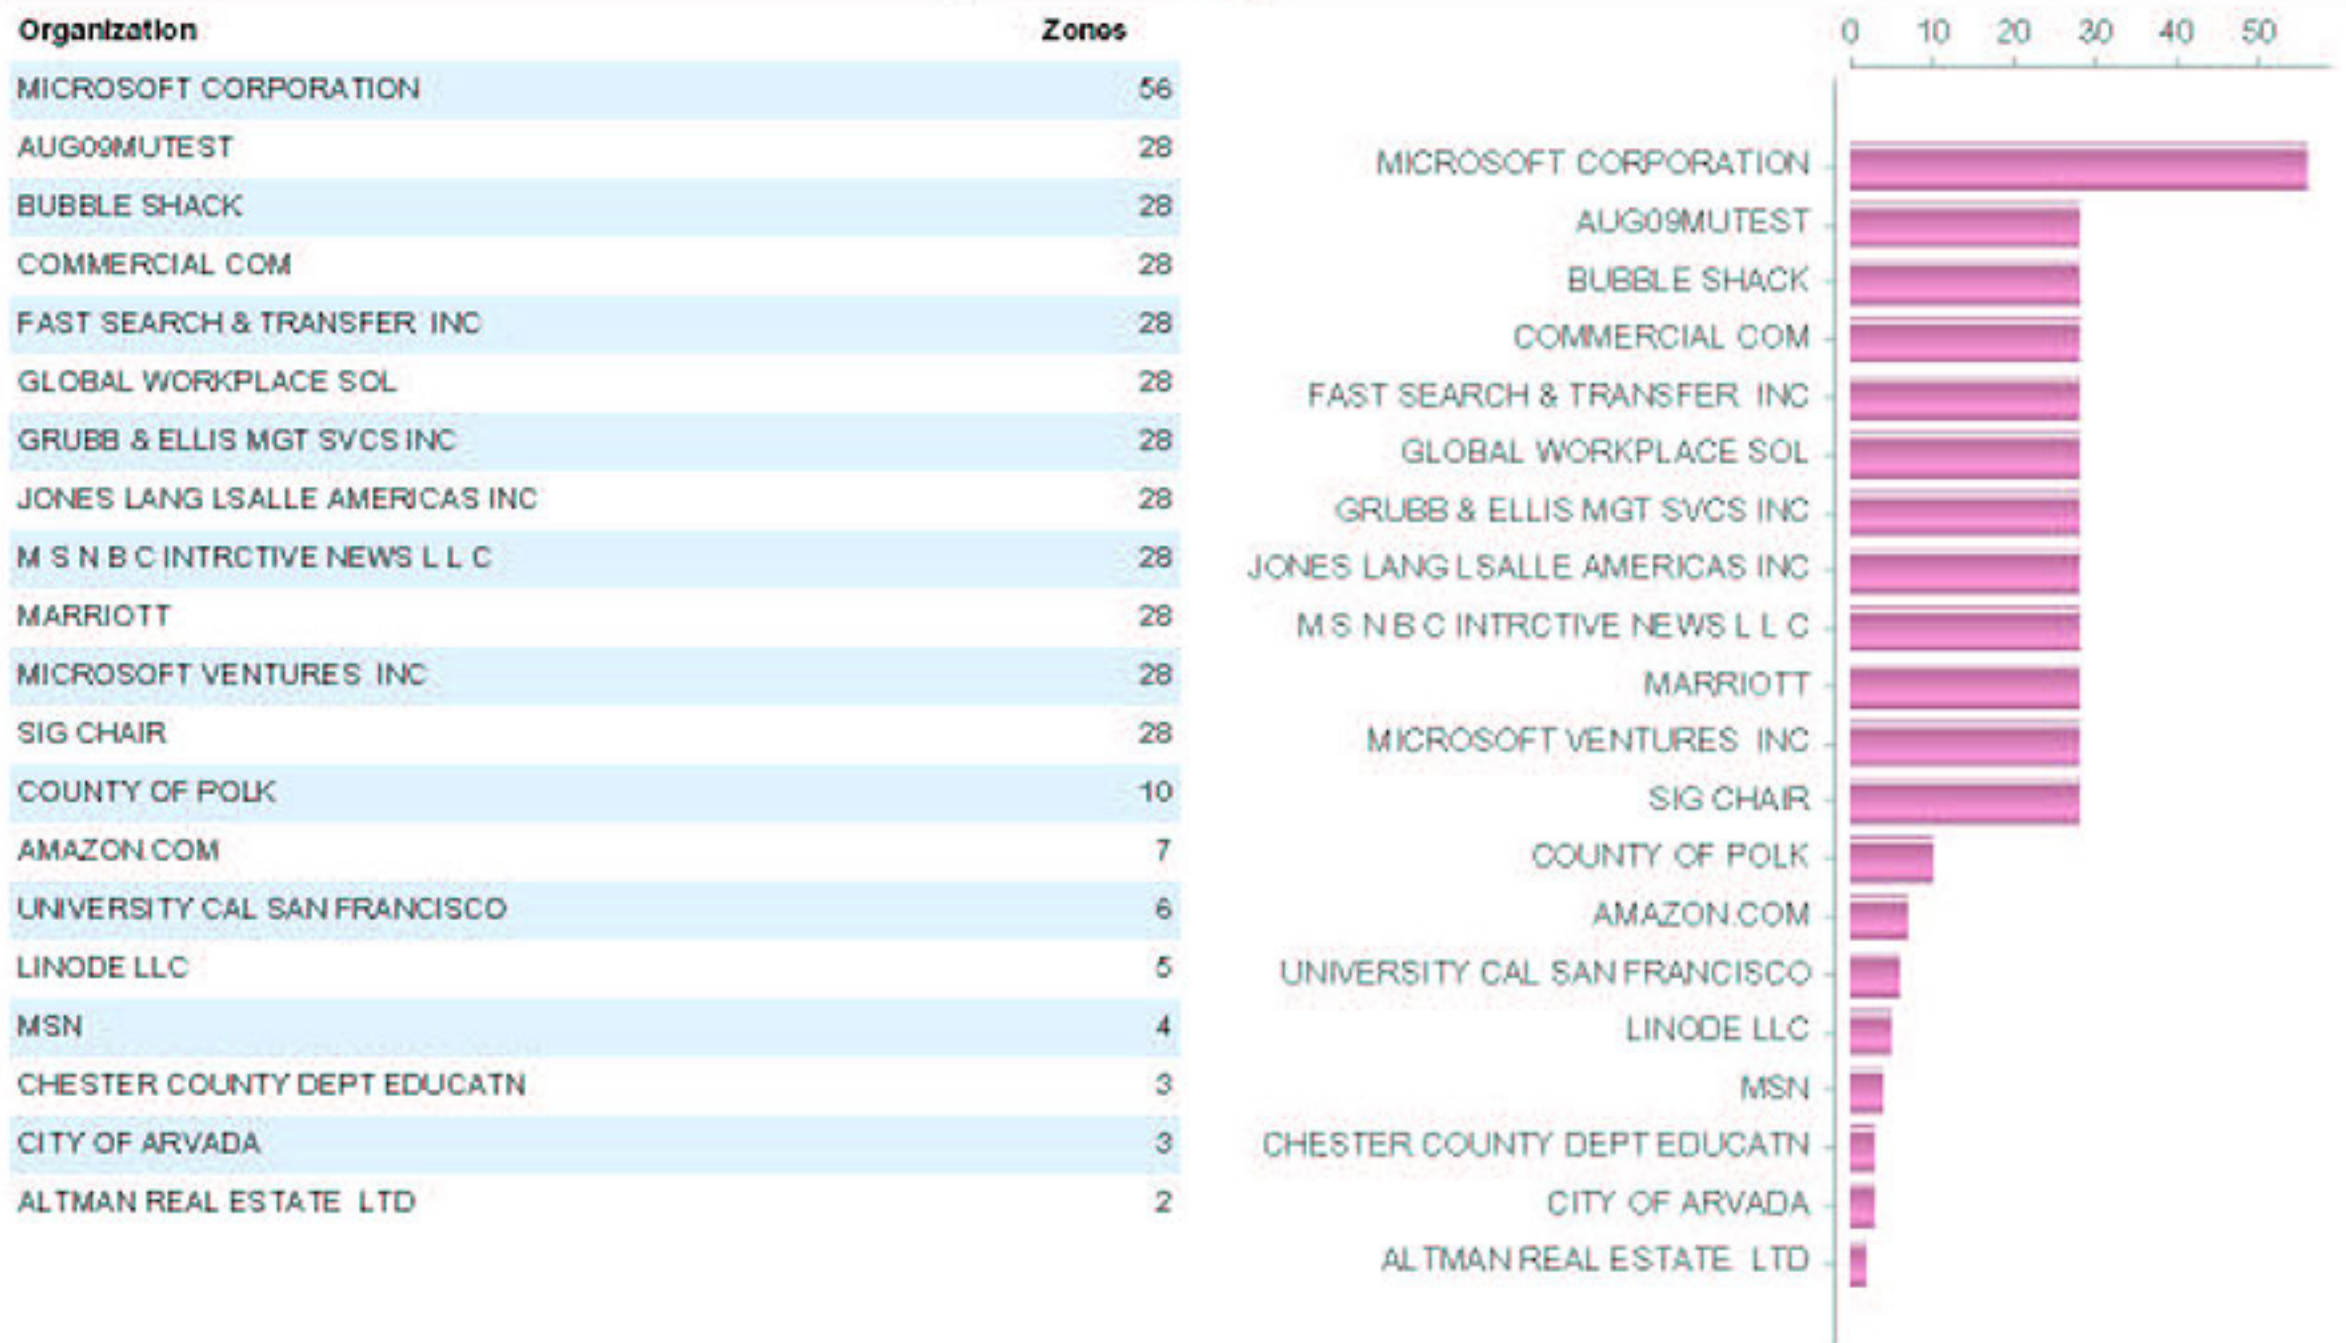 Organization Zones
MICROSOFT CORPORATION 56
AUG09MUTEST 28
BUBBLE SHACK 28
COMMERCIAL COM 28
FAST SEARCH & TRANSFER INC 28
GLOBAL WORKPLACE SOL 28
GRUBB & ELLIS MGT SVCS INC 28
JONES LANG LSALLE AMERICAS INC 28
M S N B C INTRCTIVE NEWS L L C 28
MARRIOTT 28
MICROSOFT VENTURES INC 28
SIG CHAIR 28
COUNTY OF POLK 10
AMAZON.COM 7
UNIVERSITY CAL SAN FRANCISCO 6
LINODE LLC 5
MSN 4
CHESTER COUNTY DEPT EDUCATN 3
CITY OF ARVADA 3
ALTMAN REAL ESTATE LTD 2
0 10 20 30 40 50
MICROSOFT CORPORATION
AUG09MUTEST
BUBBLE SHACK
COMMERCIAL COM
FAST SEARCH & TRANSFER INC
GLOBAL WORKPLACE SOL
GRUBB & ELLIS MGT SVCS INC
JONES LANG LSALLE AMERICAS INC
M S N B C INTRCTIVE NEWS L L C
MARRIOTT
MICROSOFT VENTURES INC
SIG CHAIR
COUNTY OF POLK
AMAZON.COM
UNIVERSITY CAL SAN FRANCISCO
LINODE LLC
MSN
CHESTER COUNTY DEPT EDUCATN
CITY OF ARVADA
ALTMAN REAL ESTATE LTD